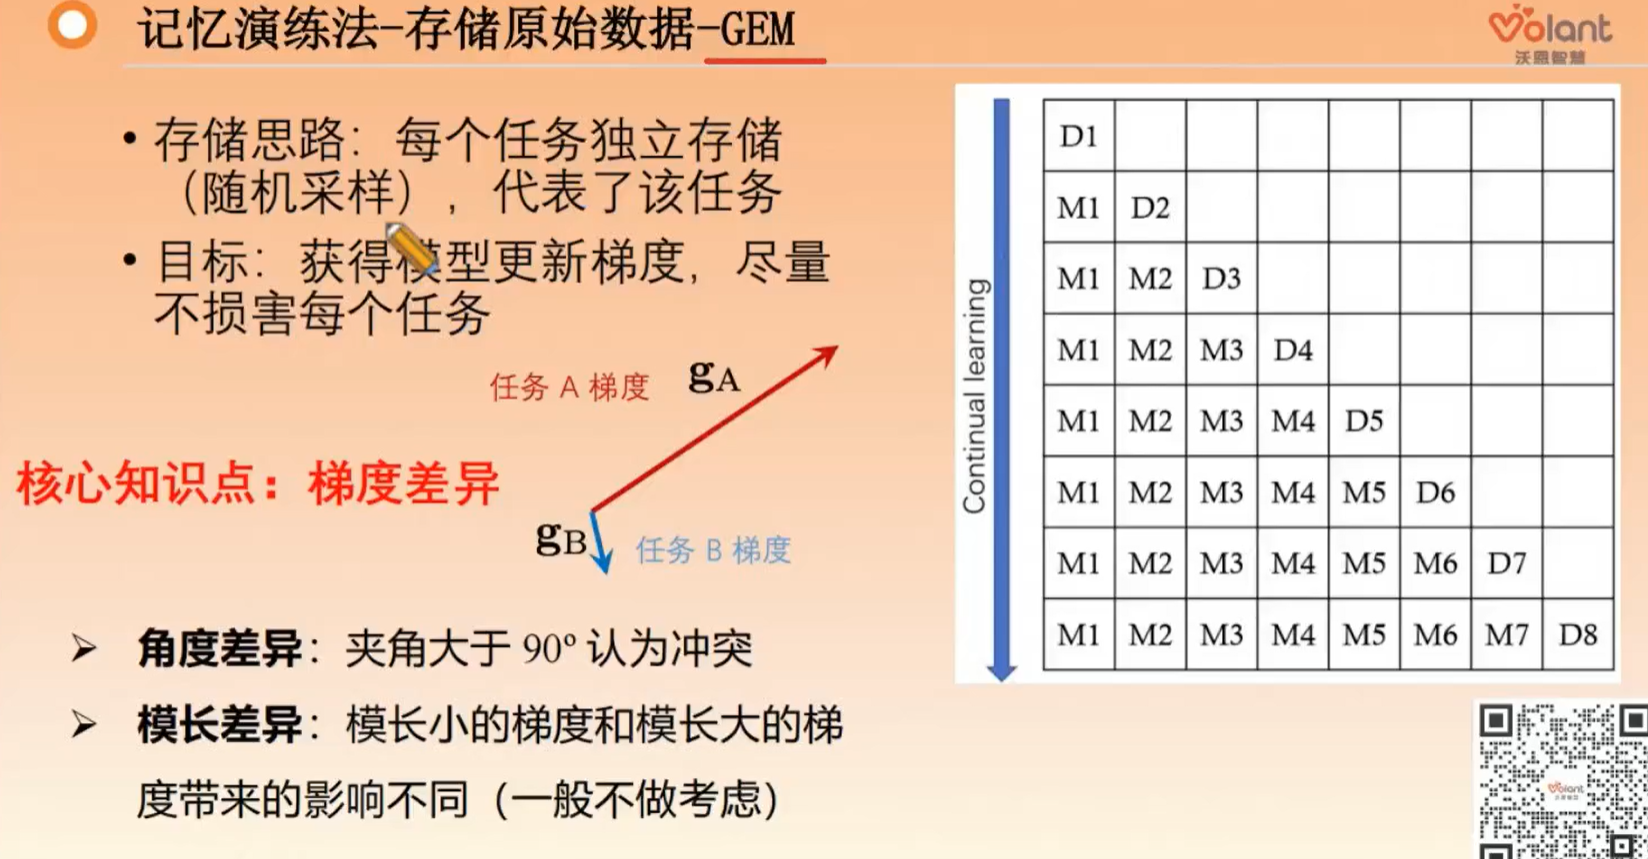 记忆演练法-存储原始数据-GEM
Volant
沃恩智慧
• 存储思路：每个任务独立存储
（随机采样），代表了该任务
• 目标：获得模型更新梯度，尽量
不损害每个任务
任务 A 梯度 gA
核心知识点：梯度差异
gB 任务 B 梯度
➢ 角度差异：夹角大于 90° 认为冲突
➢ 模长差异：模长小的梯度和模长大的梯
度带来的影响不同（一般不做考虑）
Continual learning
D1
M1 D2
M1 M2 D3
M1 M2 M3 D4
M1 M2 M3 M4 D5
M1 M2 M3 M4 M5 D6
M1 M2 M3 M4 M5 M6 D7
M1 M2 M3 M4 M5 M6 M7 D8
Volant